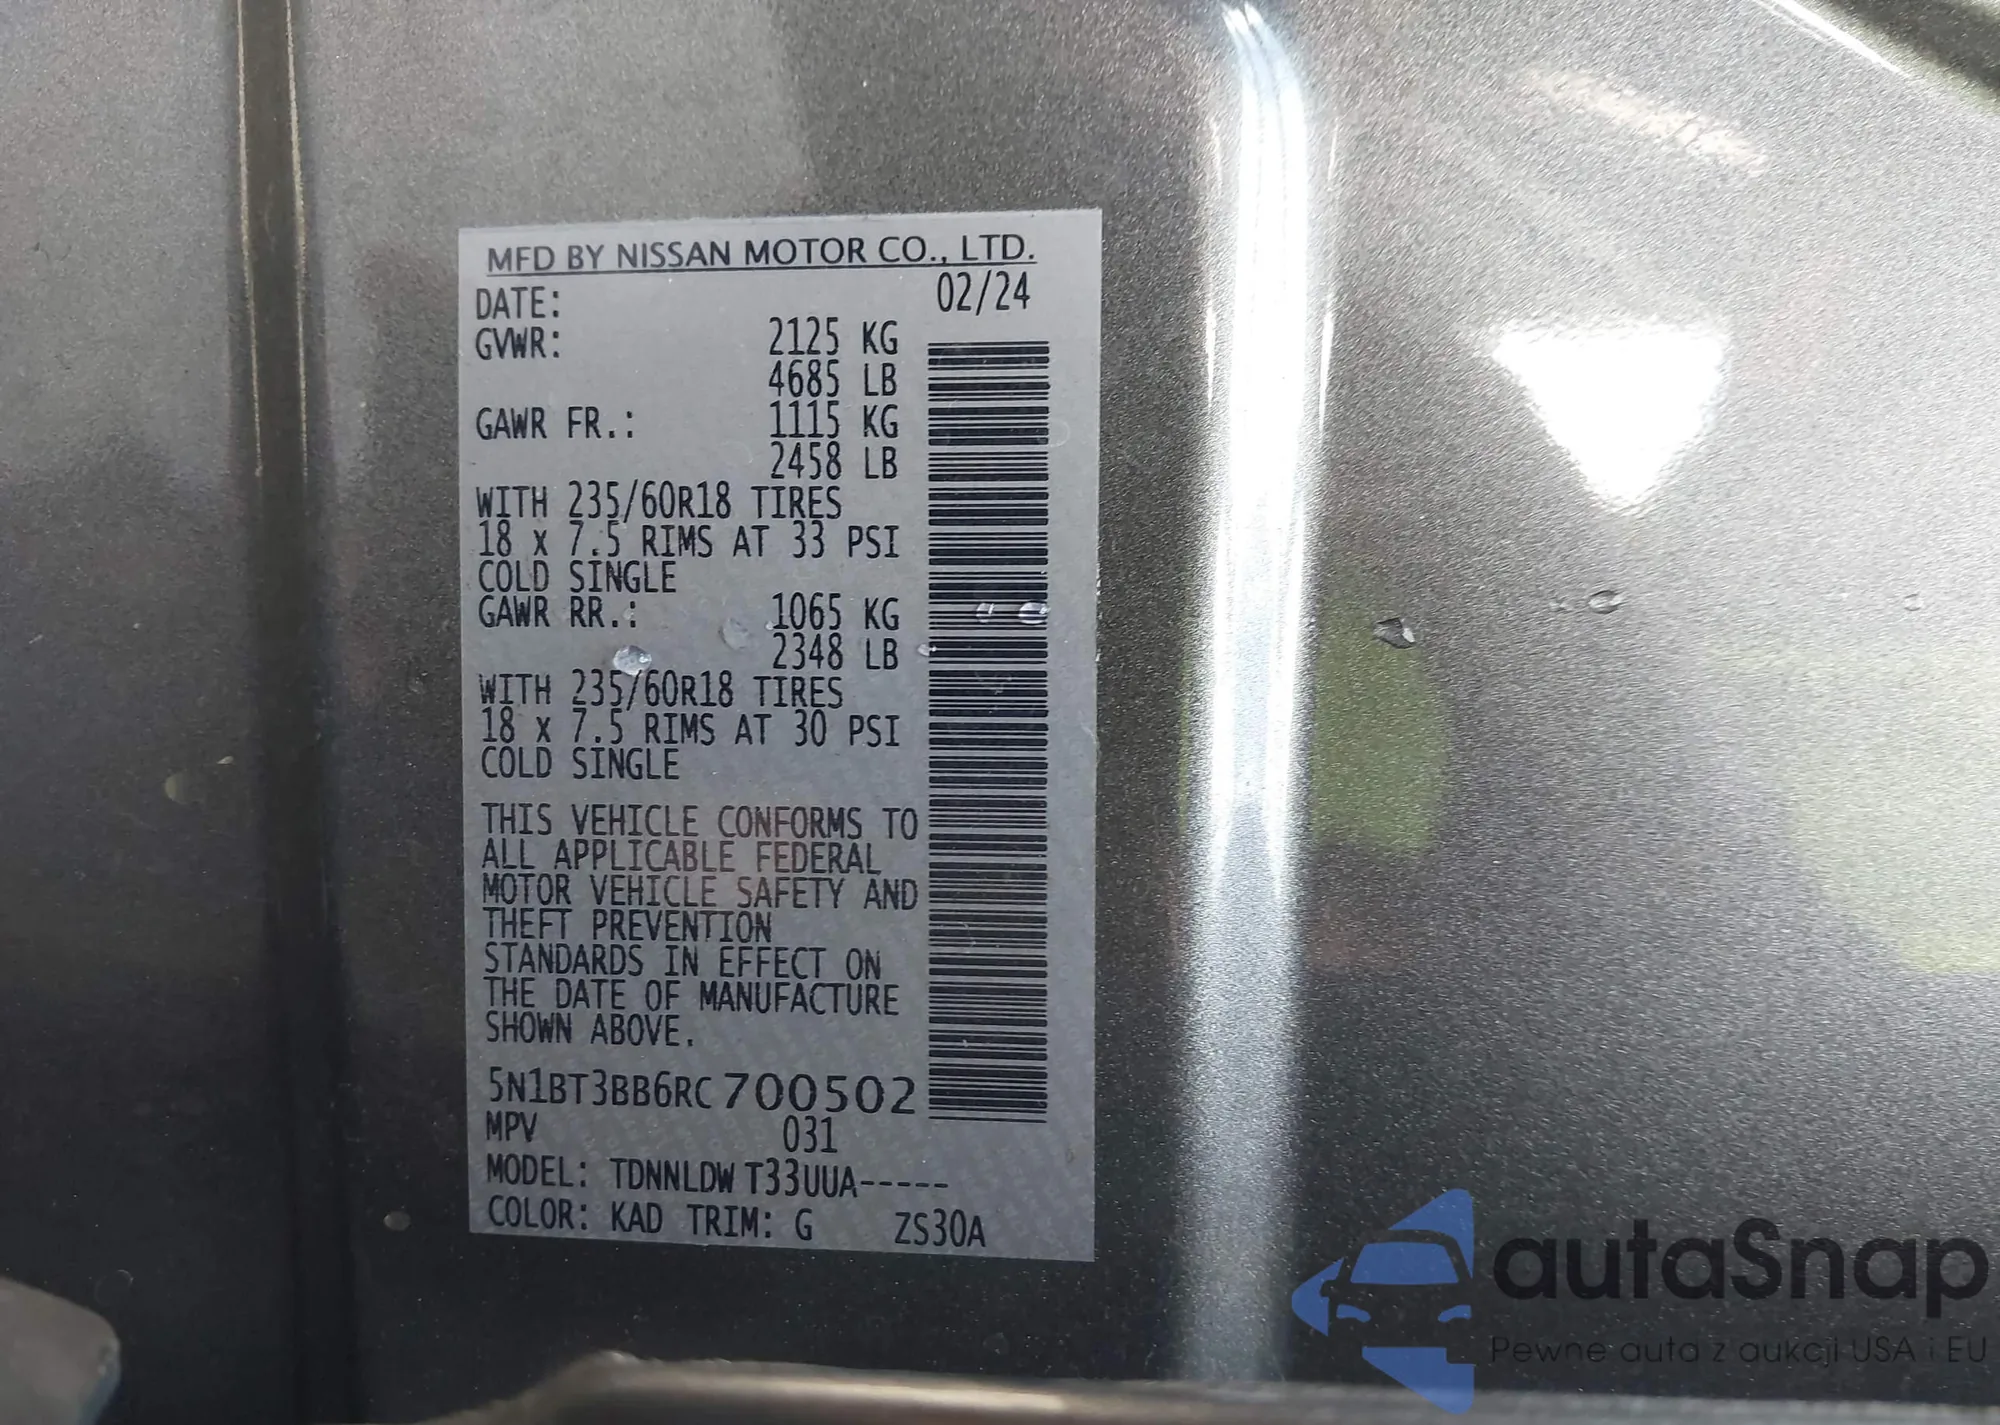 MFD BY NISSAN MOTOR CO., LTD.
DATE: 02/24
GVWR: 2125 KG
4685 LB
GAWR FR.: 1115 KG
2458 LB
WITH 235/60R18 TIRES
18 x 7.5 RIMS AT 33 PSI
COLD SINGLE
GAWR RR.: 1065 KG
2348 LB
WITH 235/60R18 TIRES
18 x 7.5 RIMS AT 30 PSI
COLD SINGLE
THIS VEHICLE CONFORMS TO
ALL APPLICABLE FEDERAL
MOTOR VEHICLE SAFETY AND
THEFT PREVENTION
STANDARDS IN EFFECT ON
THE DATE OF MANUFACTURE
SHOWN ABOVE.
5N1BT3BB6RC700502
MPV 031
MODEL: TDNNLDW T33UUA-----
COLOR: KAD TRIM: G ZS30A
autaSnap
Pewne auta z aukcji USA i EU